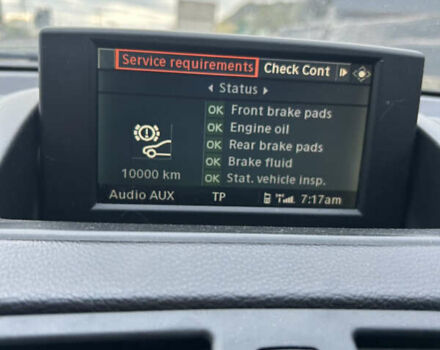 Service requirements Check Cont
Status
OK Front brake pads
OK Engine oil
OK Rear brake pads
OK Brake fluid
OK Stat. vehicle insp.
10000 km
Audio AUX TP 7:17am